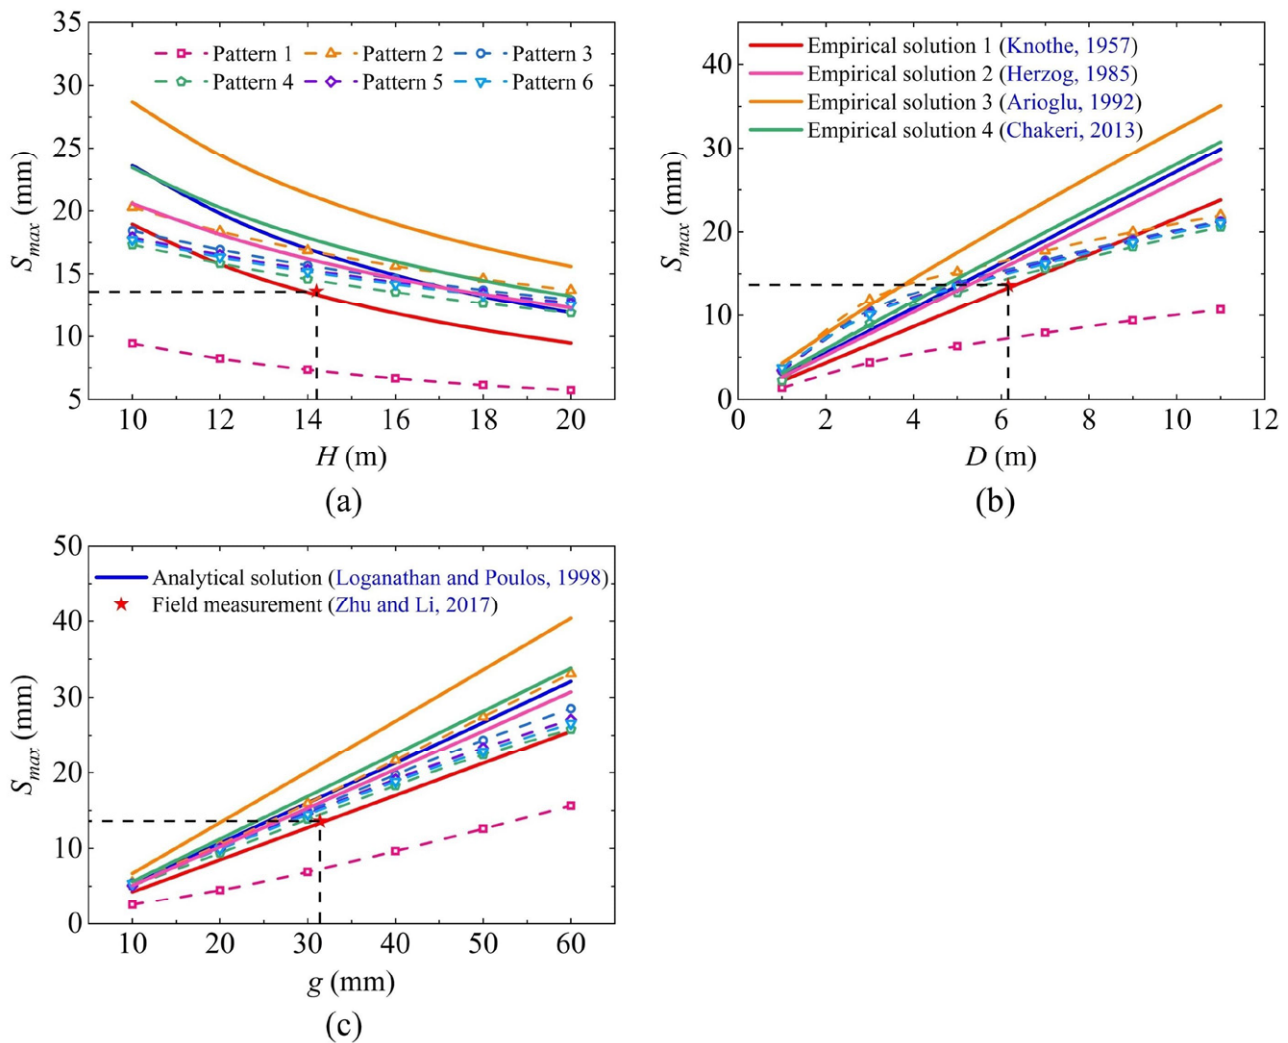 35
30
25
20
15
10
5
Smax (mm)
Pattern 1 Pattern 2 Pattern 3
Pattern 4 Pattern 5 Pattern 6
10 12 14 16 18 20
H (m)
(a)
40
30
20
10
0
Smax (mm)
Empirical solution 1 (Knothe, 1957)
Empirical solution 2 (Herzog, 1985)
Empirical solution 3 (Arioglu, 1992)
Empirical solution 4 (Chakeri, 2013)
0 2 4 6 8 10 12
D (m)
(b)
50
40
30
20
10
0
Smax (mm)
Analytical solution (Loganathan and Poulos, 1998)
Field measurement (Zhu and Li, 2017)
10 20 30 40 50 60
g (mm)
(c)